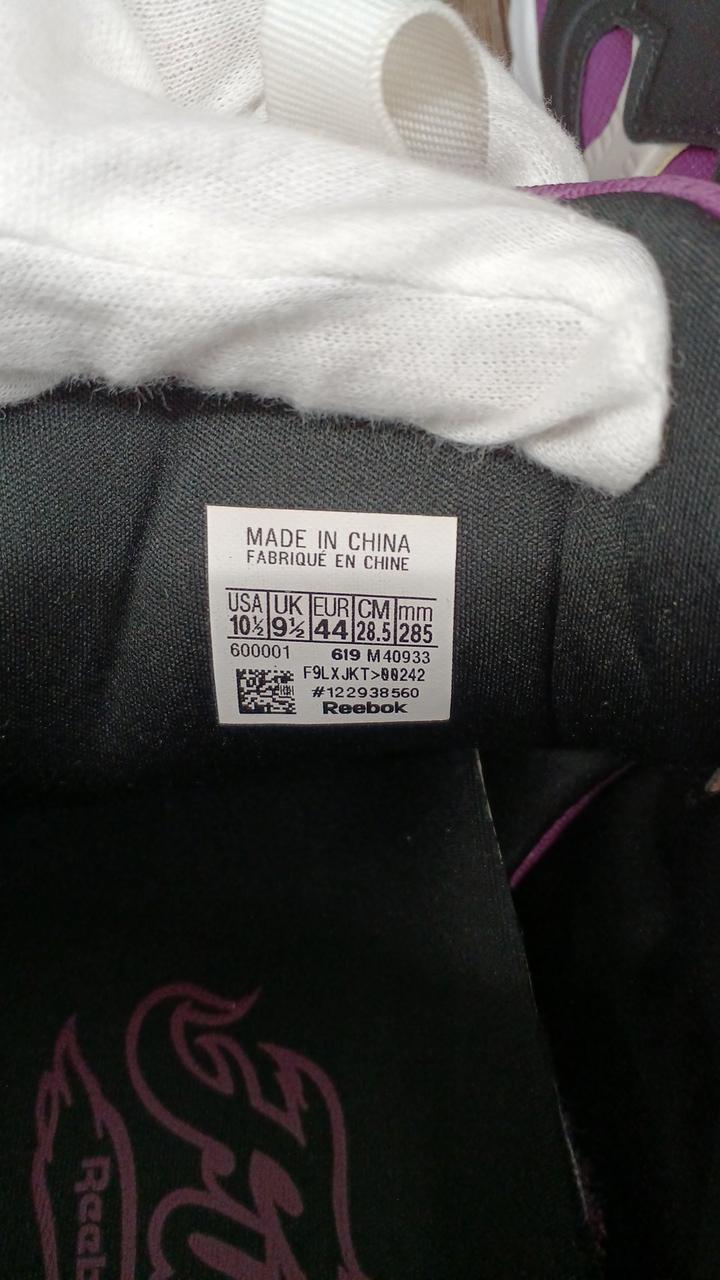 MADE IN CHINA
FABRIQUÉ EN CHINE
USA UK EUR CM mm
10½ 9½ 44 28.5 285
600001 619 M40933
F9LXJKT>00242
#122938560
Reebok
Reeb